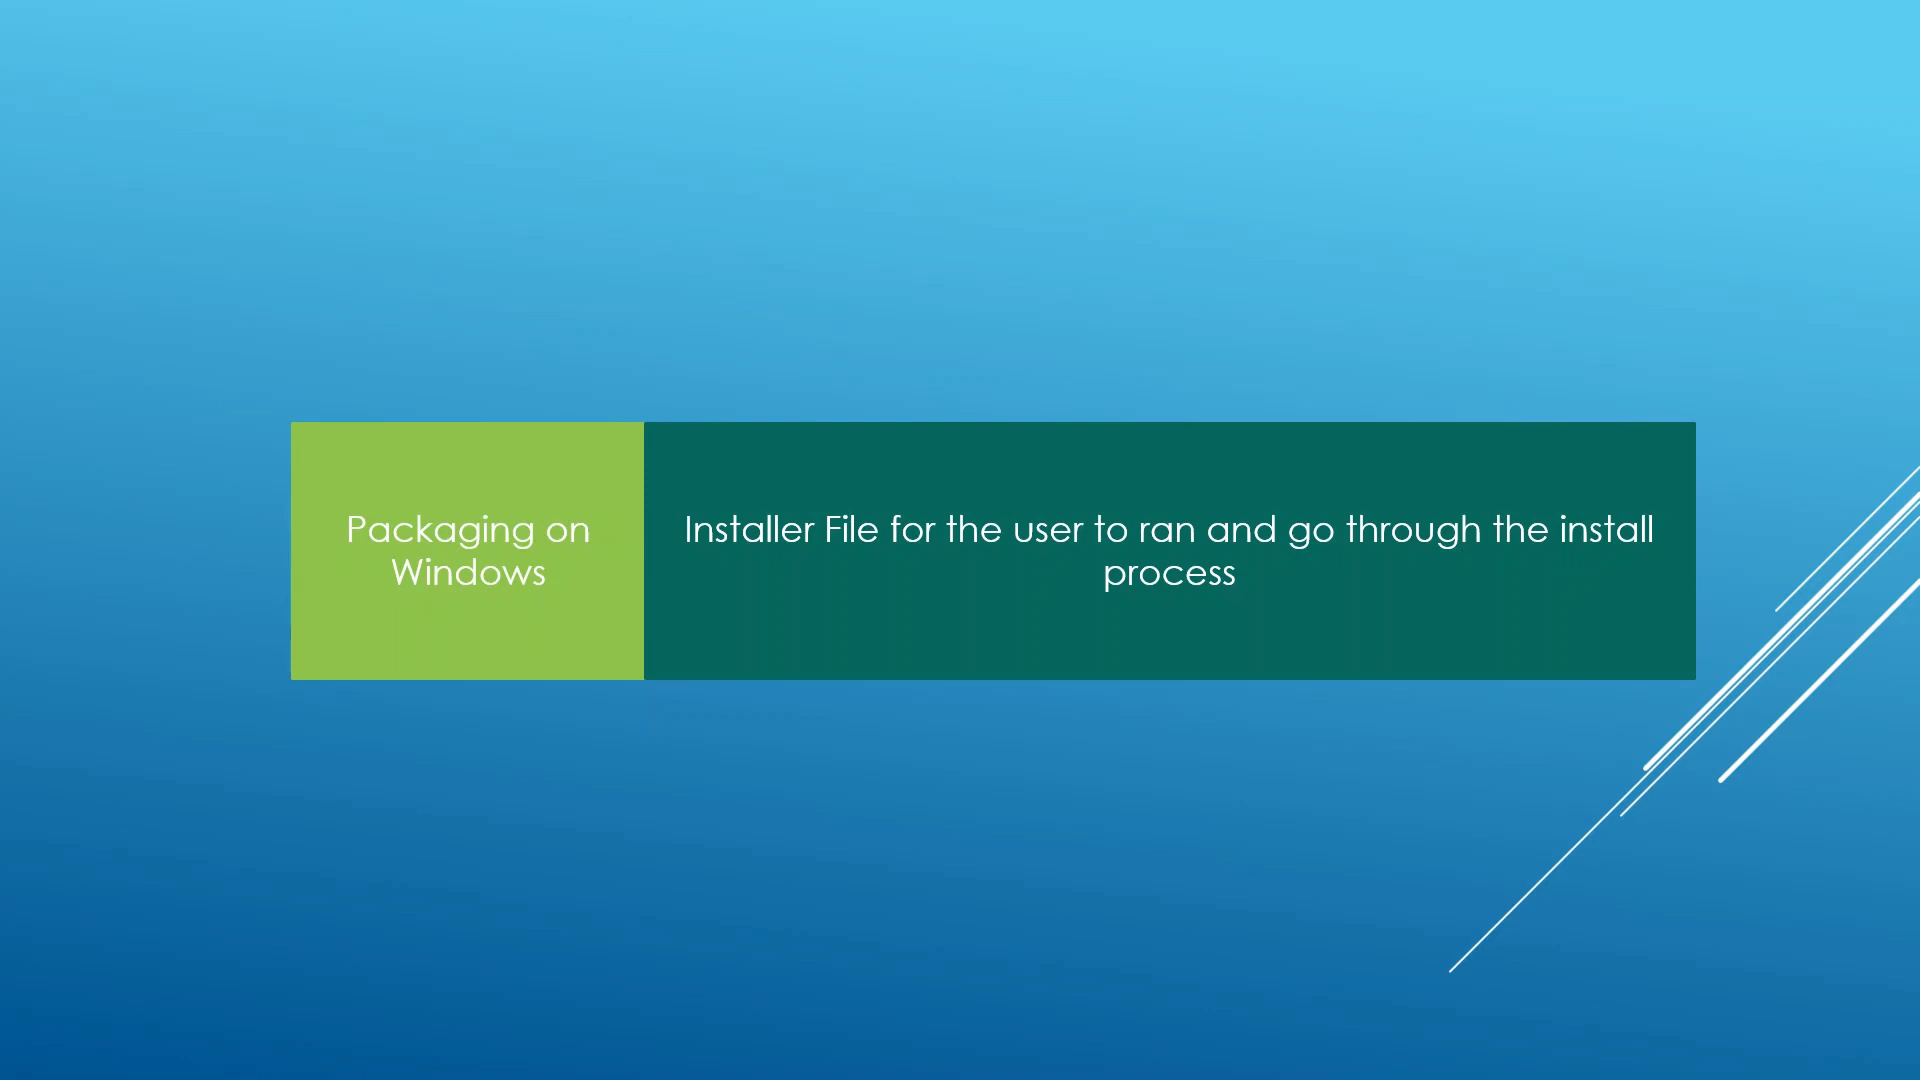 Packaging on
Windows
Installer File for the user to ran and go through the install
process